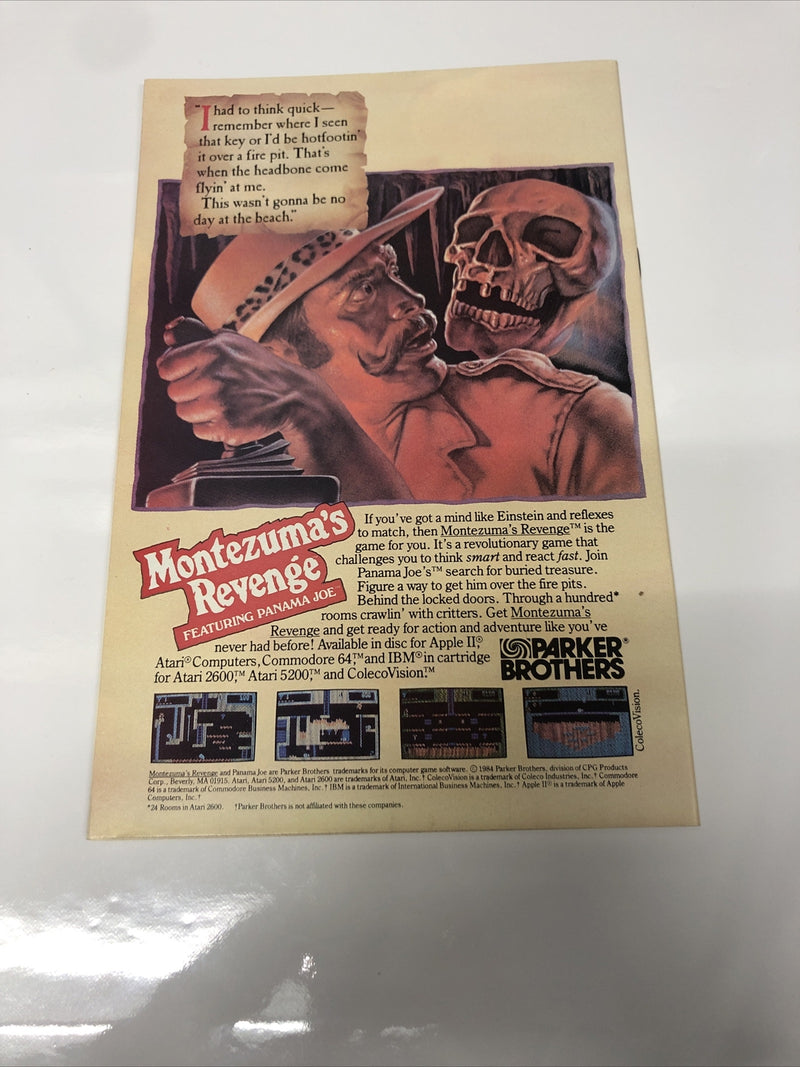 "I had to think quick—
remember where I seen
that key or I'd be hotfootin'
it over a fire pit. That's
when the headbone come
flyin' at me.
This wasn't gonna be no
day at the beach."
Montezuma's
Revenge
FEATURING PANAMA JOE™
If you've got a mind like Einstein and reflexes
to match, then Montezuma's Revenge™ is the
game for you. It's a revolutionary game that
challenges you to think smart and react fast. Join
Panama Joe's™ search for buried treasure.
Figure a way to get him over the fire pits.
Behind the locked doors. Through a hundred*
rooms crawlin' with critters. Get Montezuma's
Revenge and get ready for action and adventure like you've
never had before! Available in disc for Apple II,®
Atari® Computers, Commodore 64,™ and IBM® in cartridge
for Atari 2600,™ Atari 5200,™ and ColecoVision.™
PARKER
BROTHERS®
ColecoVision.
Montezuma's Revenge and Panama Joe are Parker Brothers trademarks for its computer game software. © 1984 Parker Brothers, division of CPG Products
Corp., Beverly, MA 01915. Atari, Atari 5200, and Atari 2600 are trademarks of Atari, Inc.† ColecoVision is a trademark of Coleco Industries, Inc.† Commodore
64 is a trademark of Commodore Business Machines, Inc.† IBM is a trademark of International Business Machines, Inc.† Apple II® is a trademark of Apple
Computers, Inc.†
*24 Rooms in Atari 2600. †Parker Brothers is not affiliated with these companies.